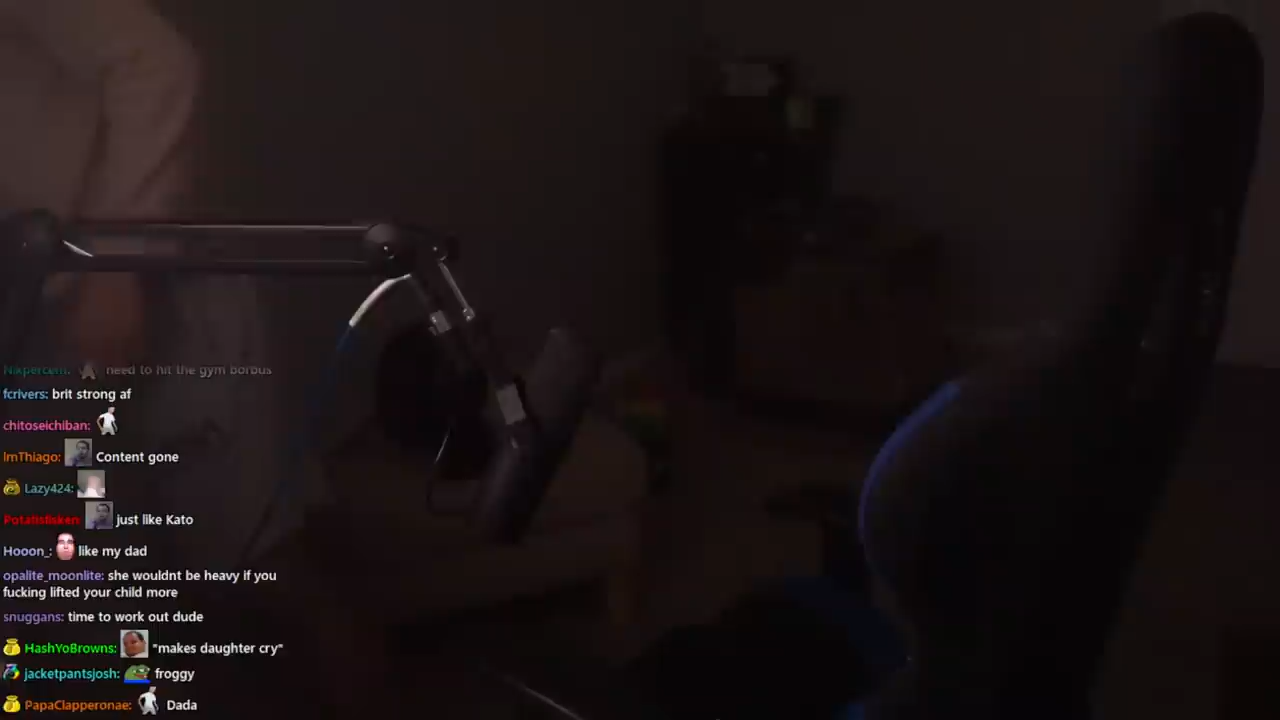 Nixpercent: need to hit the gym borbus
fcrivers: brit strong af
chitoseichiban:
ImThiago: Content gone
Lazy424:
Potatisfisken: just like Kato
Hooon_: like my dad
opalite_moonlite: she wouldnt be heavy if you
fucking lifted your child more
snuggans: time to work out dude
HashYoBrowns: "makes daughter cry"
jacketpantsjosh: froggy
PapaClapperonae: Dada